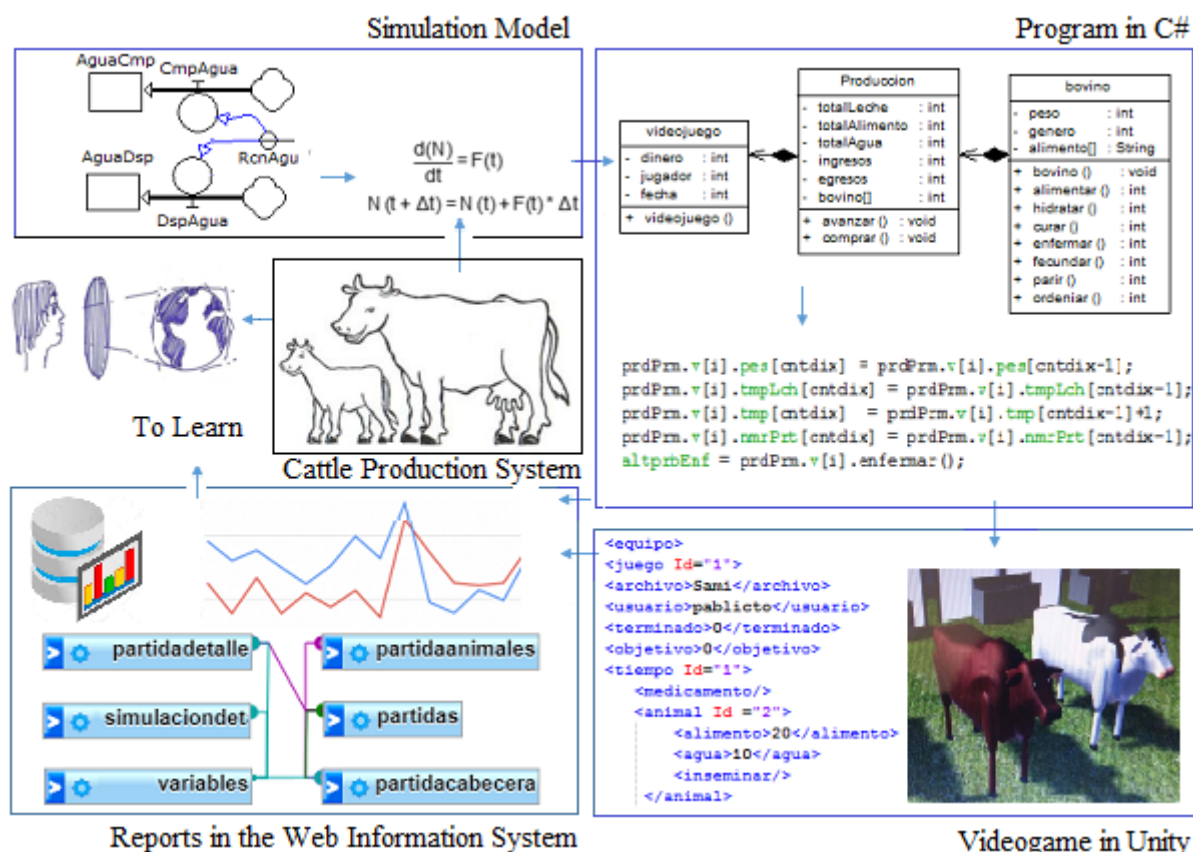 Simulation Model
AguaCmp
CmpAgua
AguaDsp
RcnAgu
DspAgua
d(N)
dt
= F(t)
N (t + Δt) = N (t) + F(t) * Δt
Program in C#
videojuego
- dinero : int
- jugador : int
- fecha : int
+ videojuego ()
Produccion
- totalLeche : int
- totalAlimento : int
- totalAgua : int
- ingresos : int
- egresos : int
- bovino[] : int
+ avanzar () : void
+ comprar () : void
bovino
- peso : int
- genero : int
- alimento[] : String
+ bovino () : void
+ alimentar () : int
+ hidratar () : int
+ curar () : int
+ enfermar () : int
+ fecundar () : int
+ parir () : int
+ ordeniar () : int
prdPrm.v[i].pes[cntdix] = prdPrm.v[i].pes[cntdix-1];
prdPrm.v[i].tmpLch[cntdix] = prdPrm.v[i].tmpLch[cntdix-1];
prdPrm.v[i].tmp[cntdix] = prdPrm.v[i].tmp[cntdix-1]+1;
prdPrm.v[i].nmrPrt[cntdix] = prdPrm.v[i].nmrPrt[cntdix-1];
altprbEnf = prdPrm.v[i].enfermar();
To Learn
Cattle Production System
partidadetalle
partidaanimales
simulaciondet
partidas
variables
partidacabecera
Reports in the Web Information System
<equipo>
<juego Id="1">
<archivo>Sami</archivo>
<usuario>pablicto</usuario>
<terminado>0</terminado>
<objetivo>0</objetivo>
<tiempo Id="1">
<medicamento/>
<animal Id ="2">
<alimento>20</alimento>
<agua>10</agua>
<inseminar/>
</animal>
Videogame in Unity